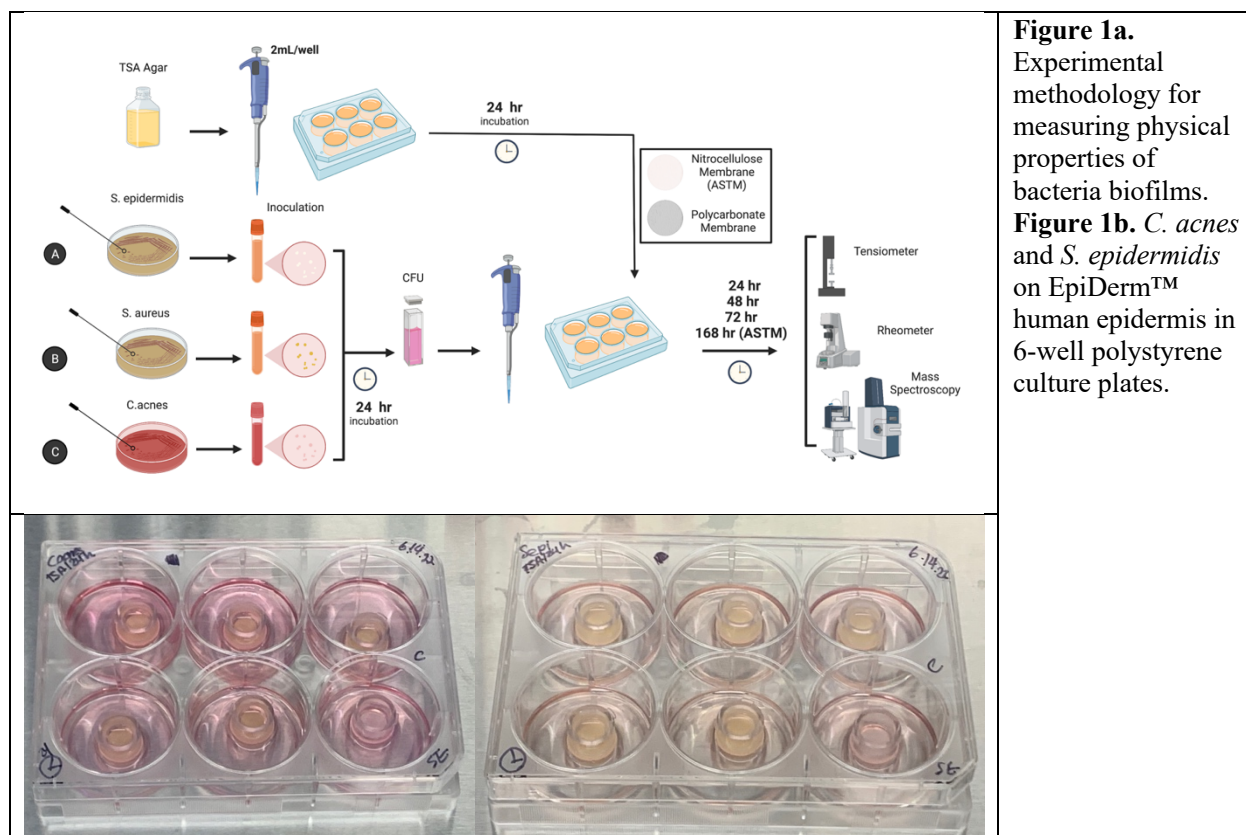 2mL/well
TSA Agar
24 hr
incubation
Nitrocellulose
Membrane
(ASTM)
Polycarbonate
Membrane
S. epidermidis
Inoculation
A
Tensiometer
CFU
24 hr
48 hr
72 hr
168 hr (ASTM)
S. aureus
B
Rheometer
24 hr
incubation
Mass
Spectroscopy
C.acnes
C
Figure 1a.
Experimental
methodology for
measuring physical
properties of
bacteria biofilms.
Figure 1b. C. acnes
and S. epidermidis
on EpiDerm™
human epidermis in
6-well polystyrene
culture plates.
6.14.22
C
SE
Sepi
TSA/24h
6.14.22
C
SE